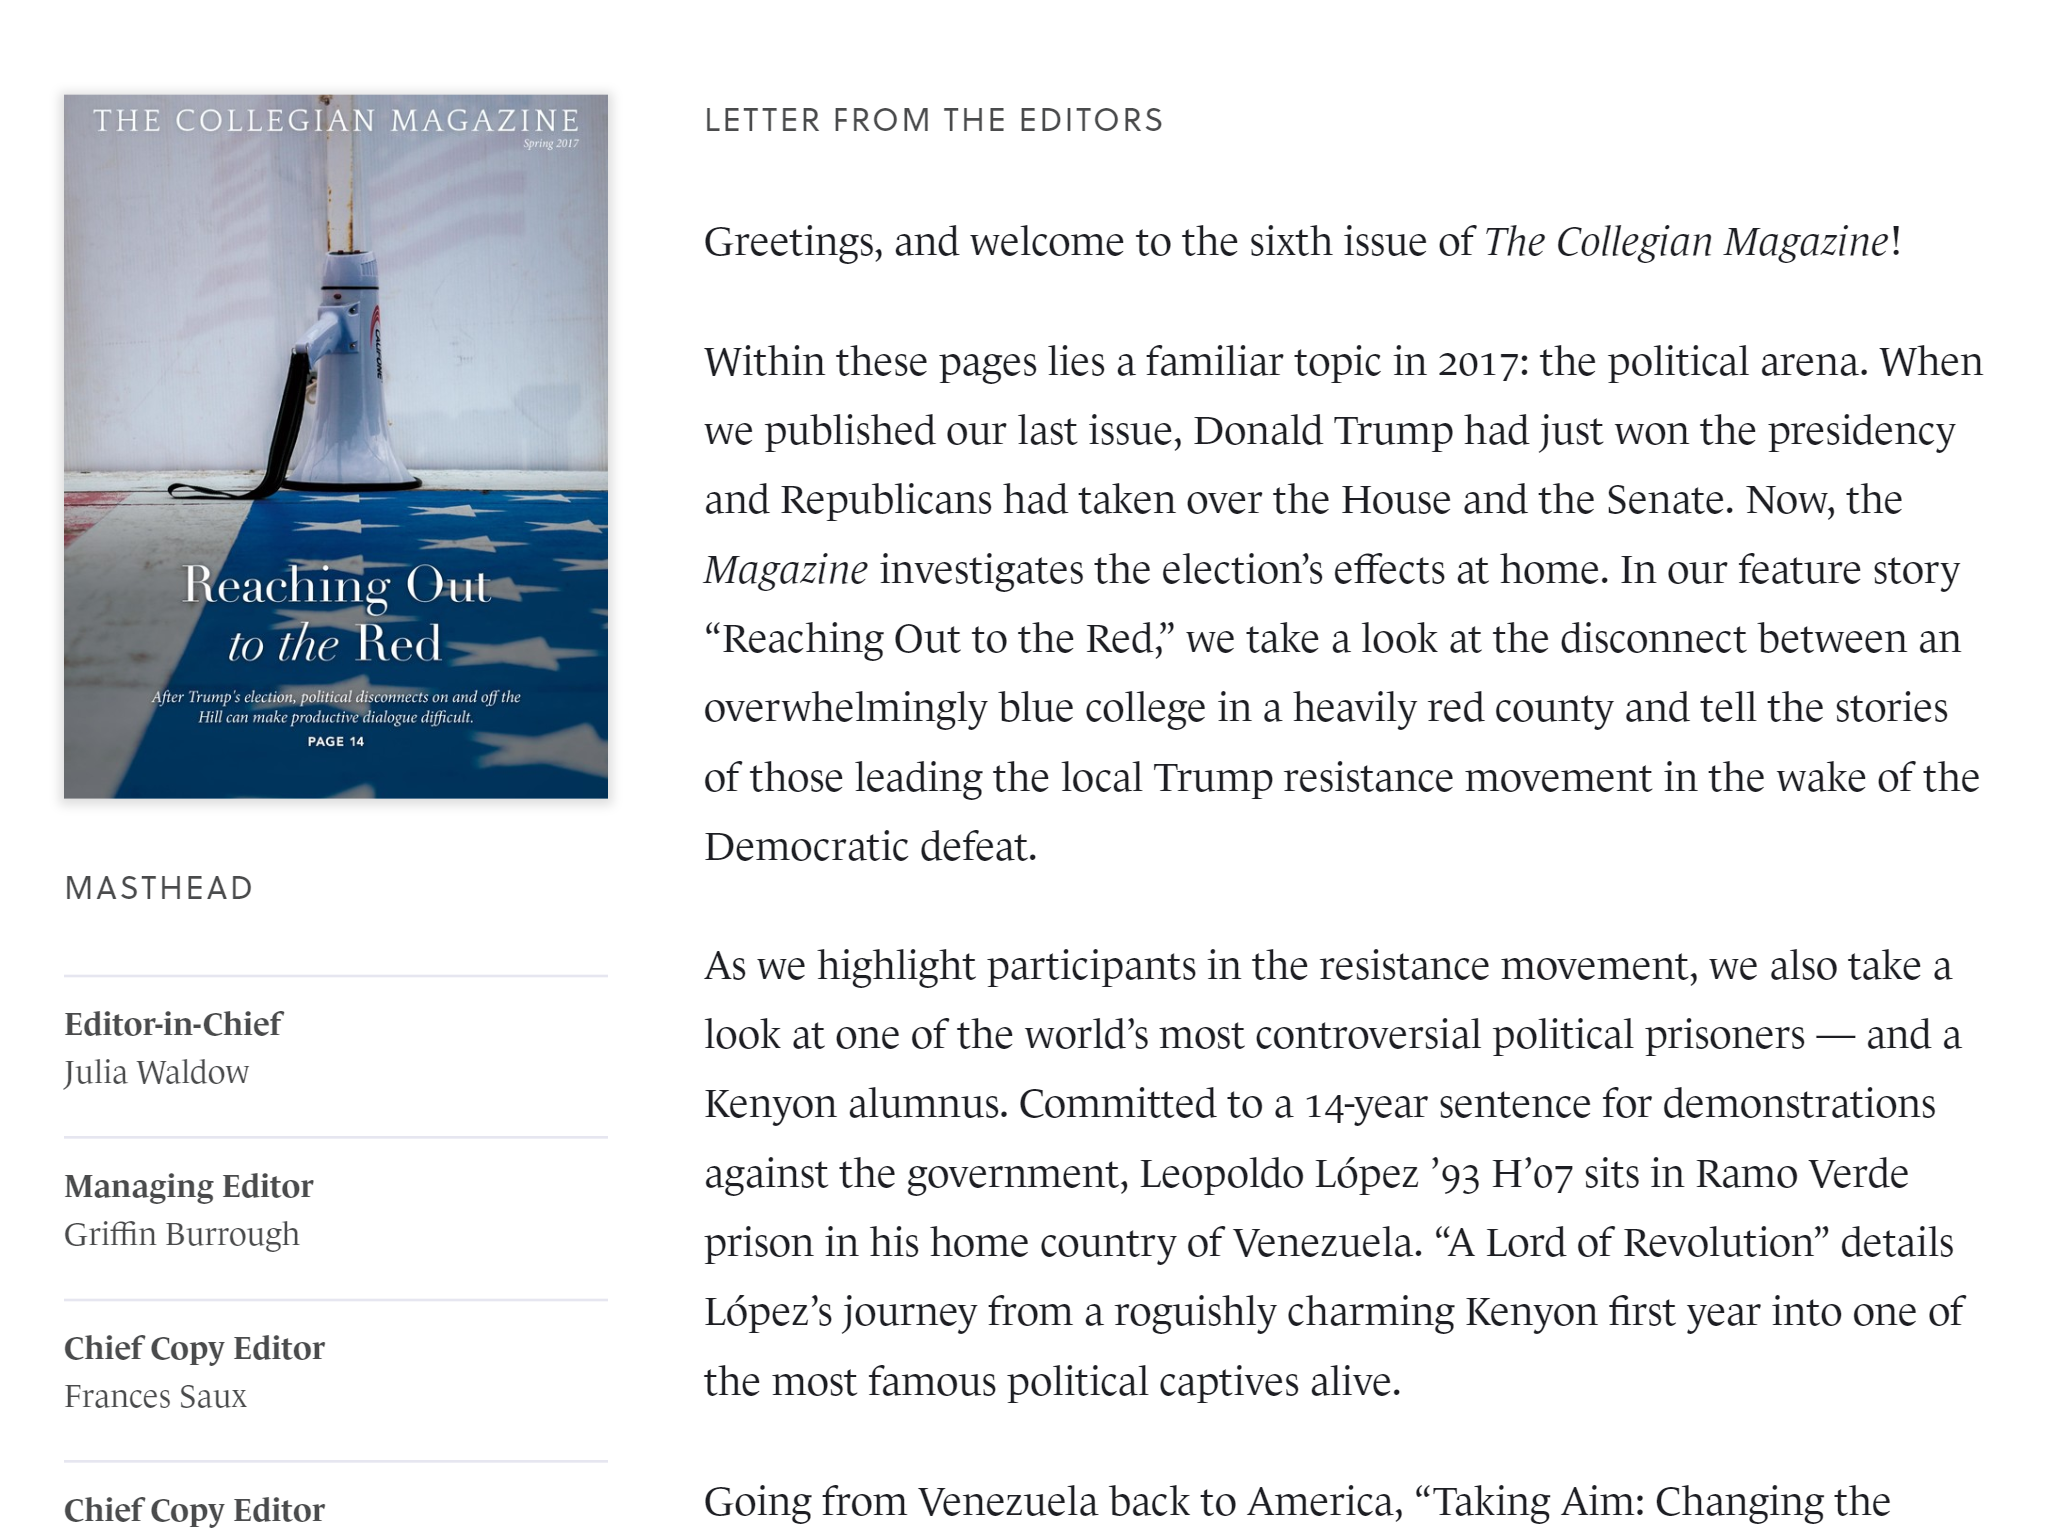 THE COLLEGIAN MAGAZINE
Spring 2017
CALIFONE
Reaching Out
to the Red
After Trump's election, political disconnects on and off the
Hill can make productive dialogue difficult.
PAGE 14
MASTHEAD
Editor-in-Chief
Julia Waldow
Managing Editor
Griffin Burrough
Chief Copy Editor
Frances Saux
Chief Copy Editor
LETTER FROM THE EDITORS
Greetings, and welcome to the sixth issue of The Collegian Magazine!
Within these pages lies a familiar topic in 2017: the political arena. When
we published our last issue, Donald Trump had just won the presidency
and Republicans had taken over the House and the Senate. Now, the
Magazine investigates the election’s effects at home. In our feature story
“Reaching Out to the Red,” we take a look at the disconnect between an
overwhelmingly blue college in a heavily red county and tell the stories
of those leading the local Trump resistance movement in the wake of the
Democratic defeat.
As we highlight participants in the resistance movement, we also take a
look at one of the world’s most controversial political prisoners — and a
Kenyon alumnus. Committed to a 14-year sentence for demonstrations
against the government, Leopoldo López ’93 H’07 sits in Ramo Verde
prison in his home country of Venezuela. “A Lord of Revolution” details
López’s journey from a roguishly charming Kenyon first year into one of
the most famous political captives alive.
Going from Venezuela back to America, “Taking Aim: Changing the